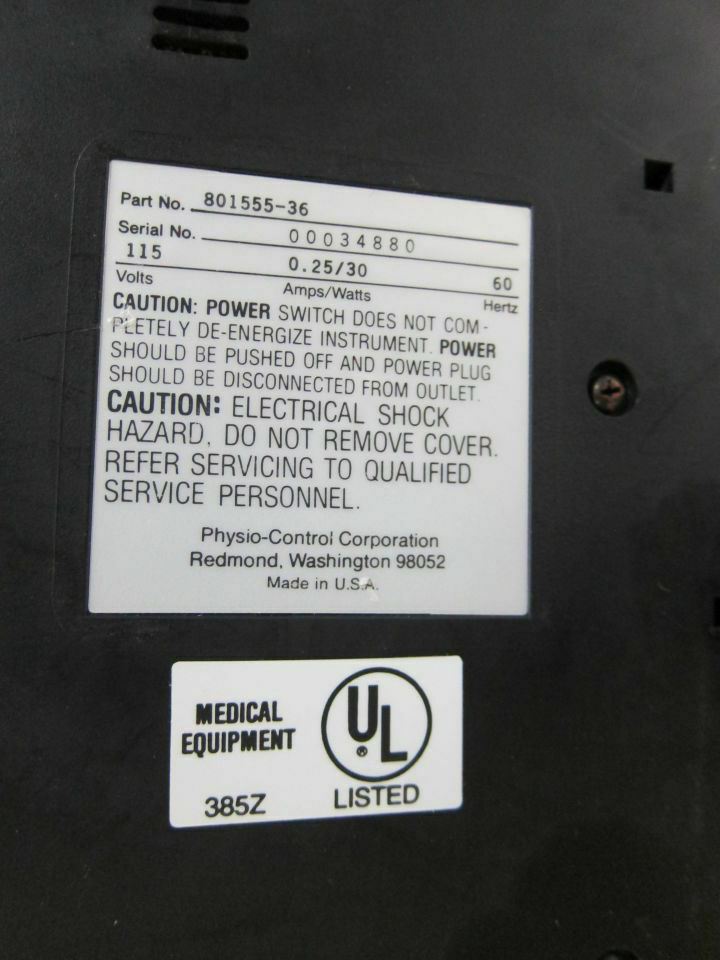 Part No. 801555-36
Serial No. 00034880
115 0.25/30 60
Volts Amps/Watts Hertz
CAUTION: POWER SWITCH DOES NOT COM-
PLETELY DE-ENERGIZE INSTRUMENT. POWER
SHOULD BE PUSHED OFF AND POWER PLUG
SHOULD BE DISCONNECTED FROM OUTLET.
CAUTION: ELECTRICAL SHOCK
HAZARD, DO NOT REMOVE COVER.
REFER SERVICING TO QUALIFIED
SERVICE PERSONNEL.
Physio-Control Corporation
Redmond, Washington 98052
Made in U.S.A.
MEDICAL
EQUIPMENT
385Z
UL®
LISTED